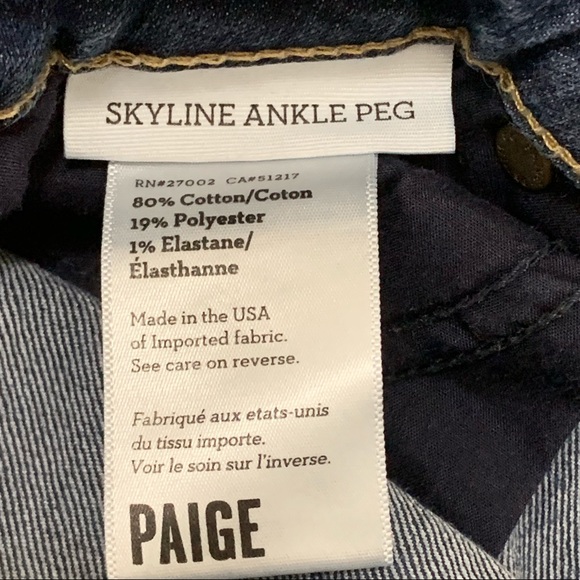 SKYLINE ANKLE PEG
RN#27002 CA#51217
80% Cotton/Coton
19% Polyester
1% Elastane/
Élasthanne
Made in the USA
of Imported fabric.
See care on reverse.
Fabriqué aux etats-unis
du tissu importe.
Voir le soin sur l'inverse.
PAIGE